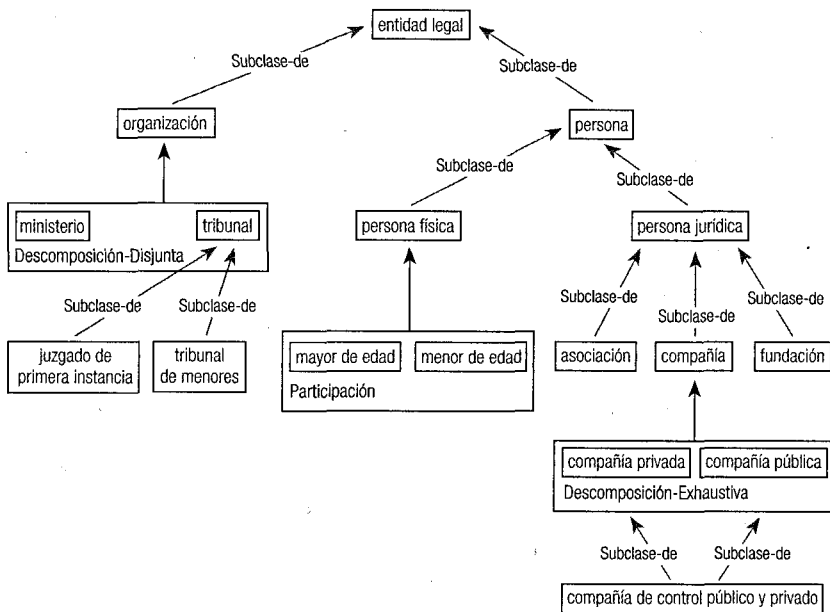 entidad legal
Subclase-de
Subclase-de
organización
persona
Subclase-de
Subclase-de
ministerio
tribunal
Descomposición-Disjunta
persona física
persona jurídica
Subclase-de
Subclase-de
Subclase-de
Subclase-de
Subclase-de
juzgado de
primera instancia
tribunal
de menores
mayor de edad
menor de edad
Participación
asociación
compañía
fundación
compañía privada
compañía pública
Descomposición-Exhaustiva
Subclase-de
Subclase-de
compañía de control público y privado